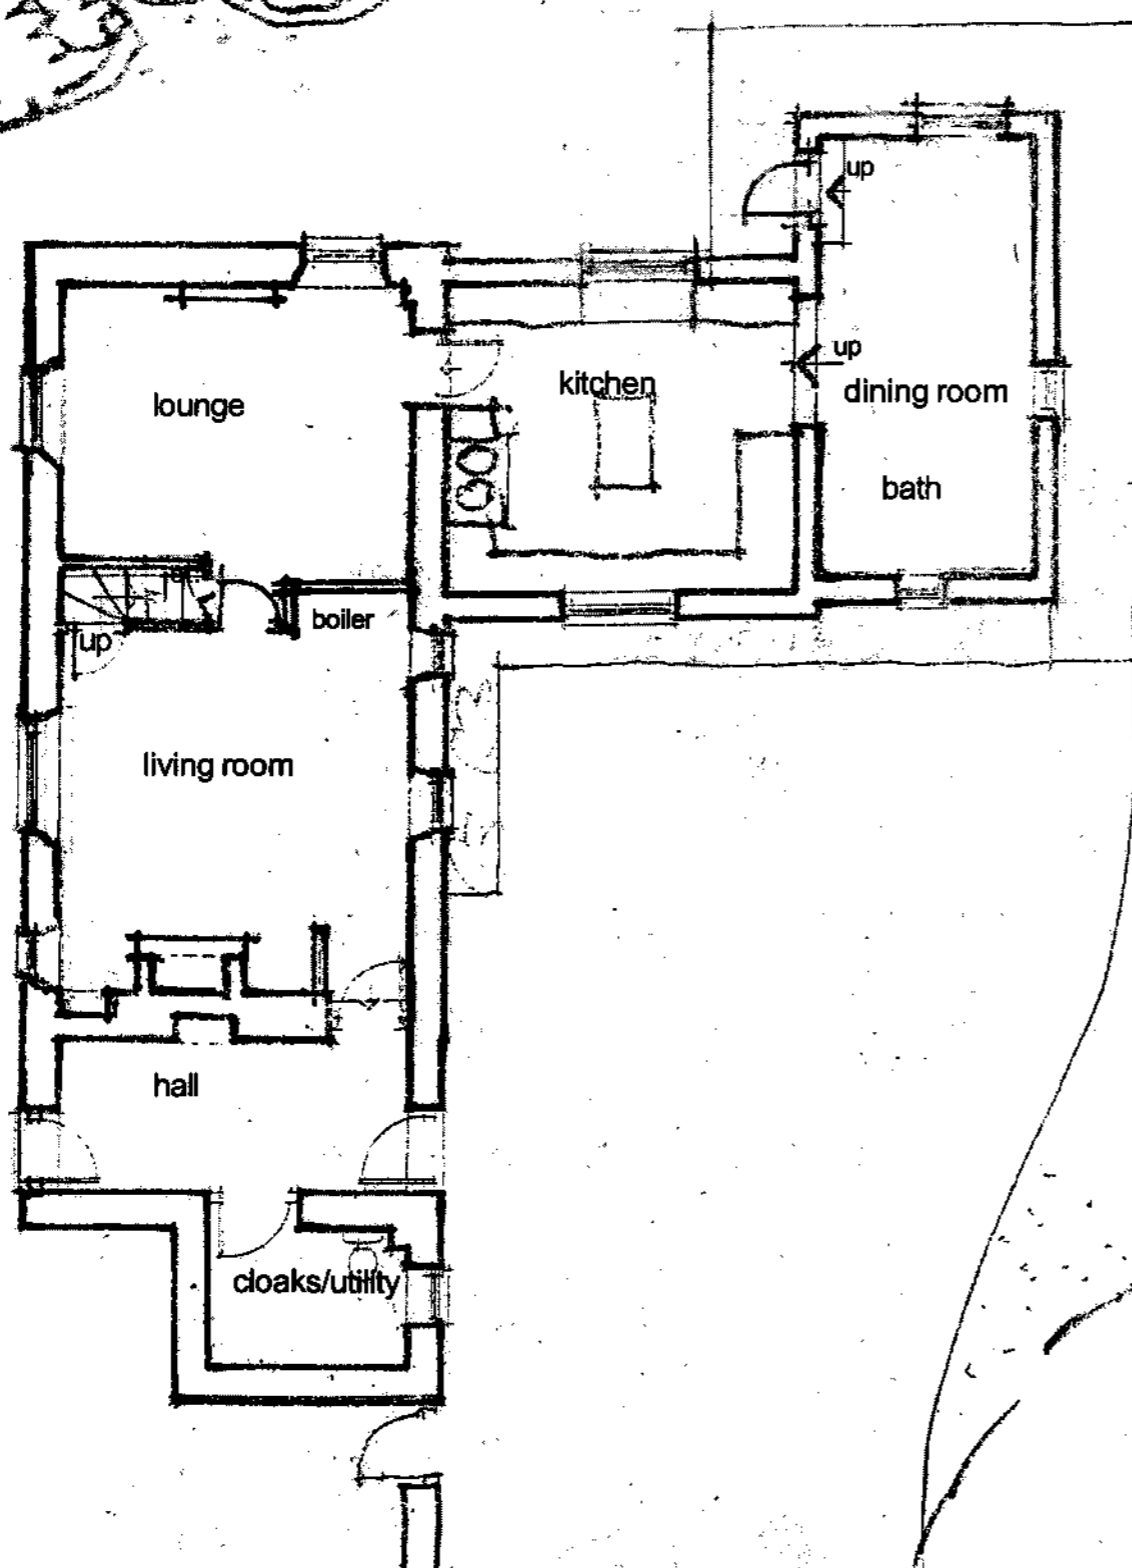 up
up
kitchen
lounge
dining room
bath
boiler
up
living room
hall
cloaks/utility